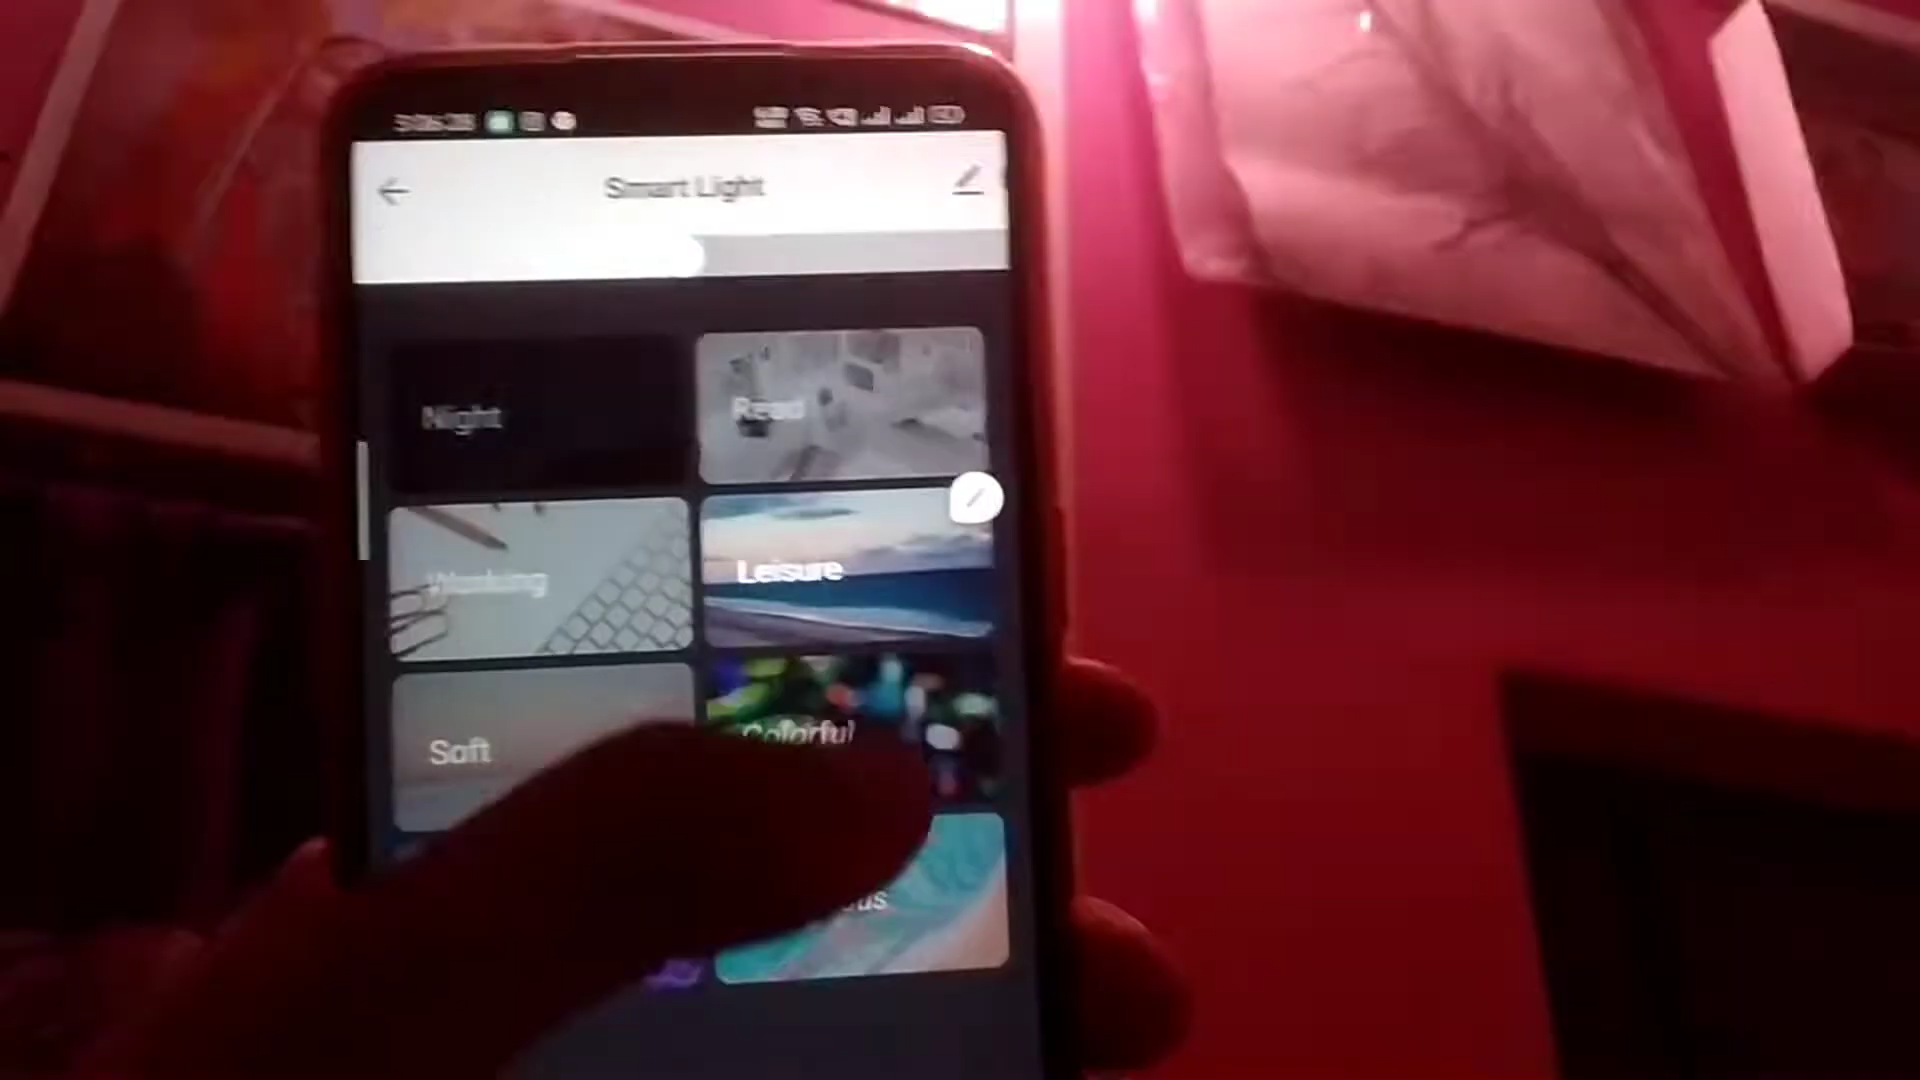 Smart Light
Night
Read
Working
Leisure
Soft
Colorful